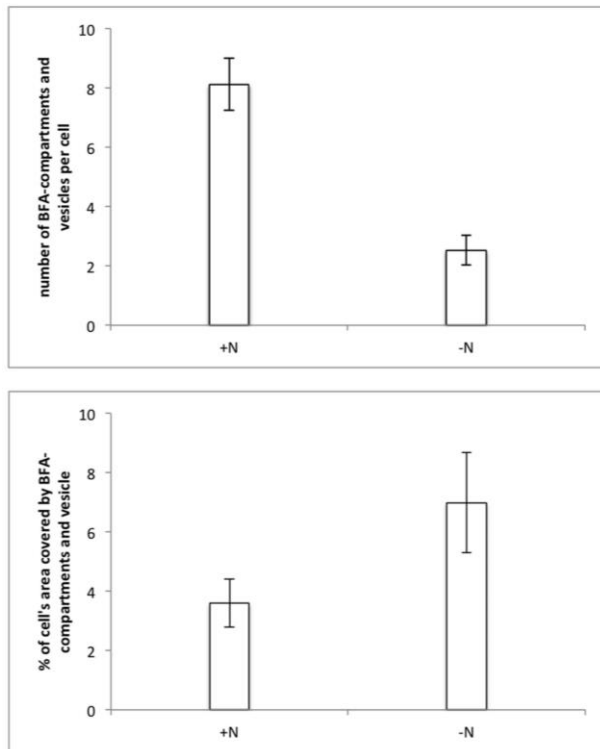 number of BFA-compartments and
vesicles per cell
10
8
6
4
2
0
+N -N
% of cell's area covered by BFA-
compartments and vesicle
10
8
6
4
2
0
+N -N